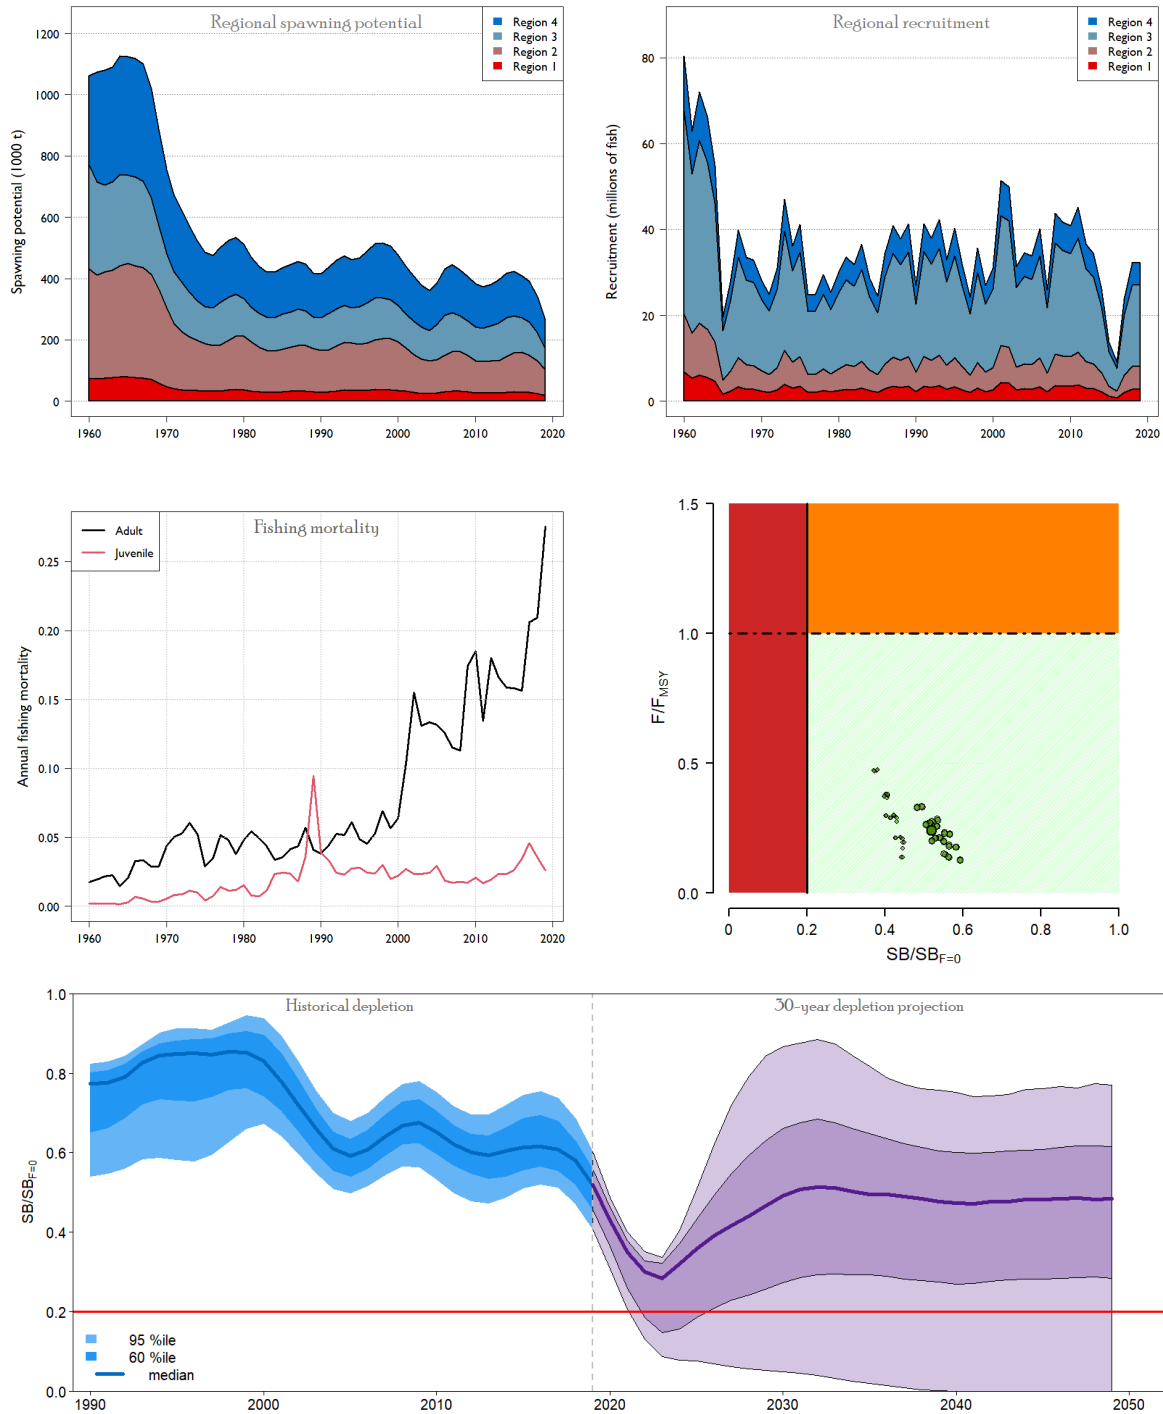 Regional spawning potential
Region 4
Region 3
Region 2
Region 1
Spawning potential (1000 t)
1200
1000
800
600
400
200
0
1960 1970 1980 1990 2000 2010 2020
Regional recruitment
Region 4
Region 3
Region 2
Region 1
Recruitment (millions of fish)
80
60
40
20
0
1960 1970 1980 1990 2000 2010 2020
Fishing mortality
Adult
Juvenile
Annual fishing mortality
0.25
0.20
0.15
0.10
0.05
0.00
1960 1970 1980 1990 2000 2010 2020
F/FMSY
1.5
1.0
0.5
0.0
0 0.2 0.4 0.6 0.8 1.0
SB/SBF=0
Historical depletion
30-year depletion projection
SB/SBF=0
1.0
0.8
0.6
0.4
0.2
0.0
95 %ile
60 %ile
median
1990 2000 2010 2020 2030 2040 2050